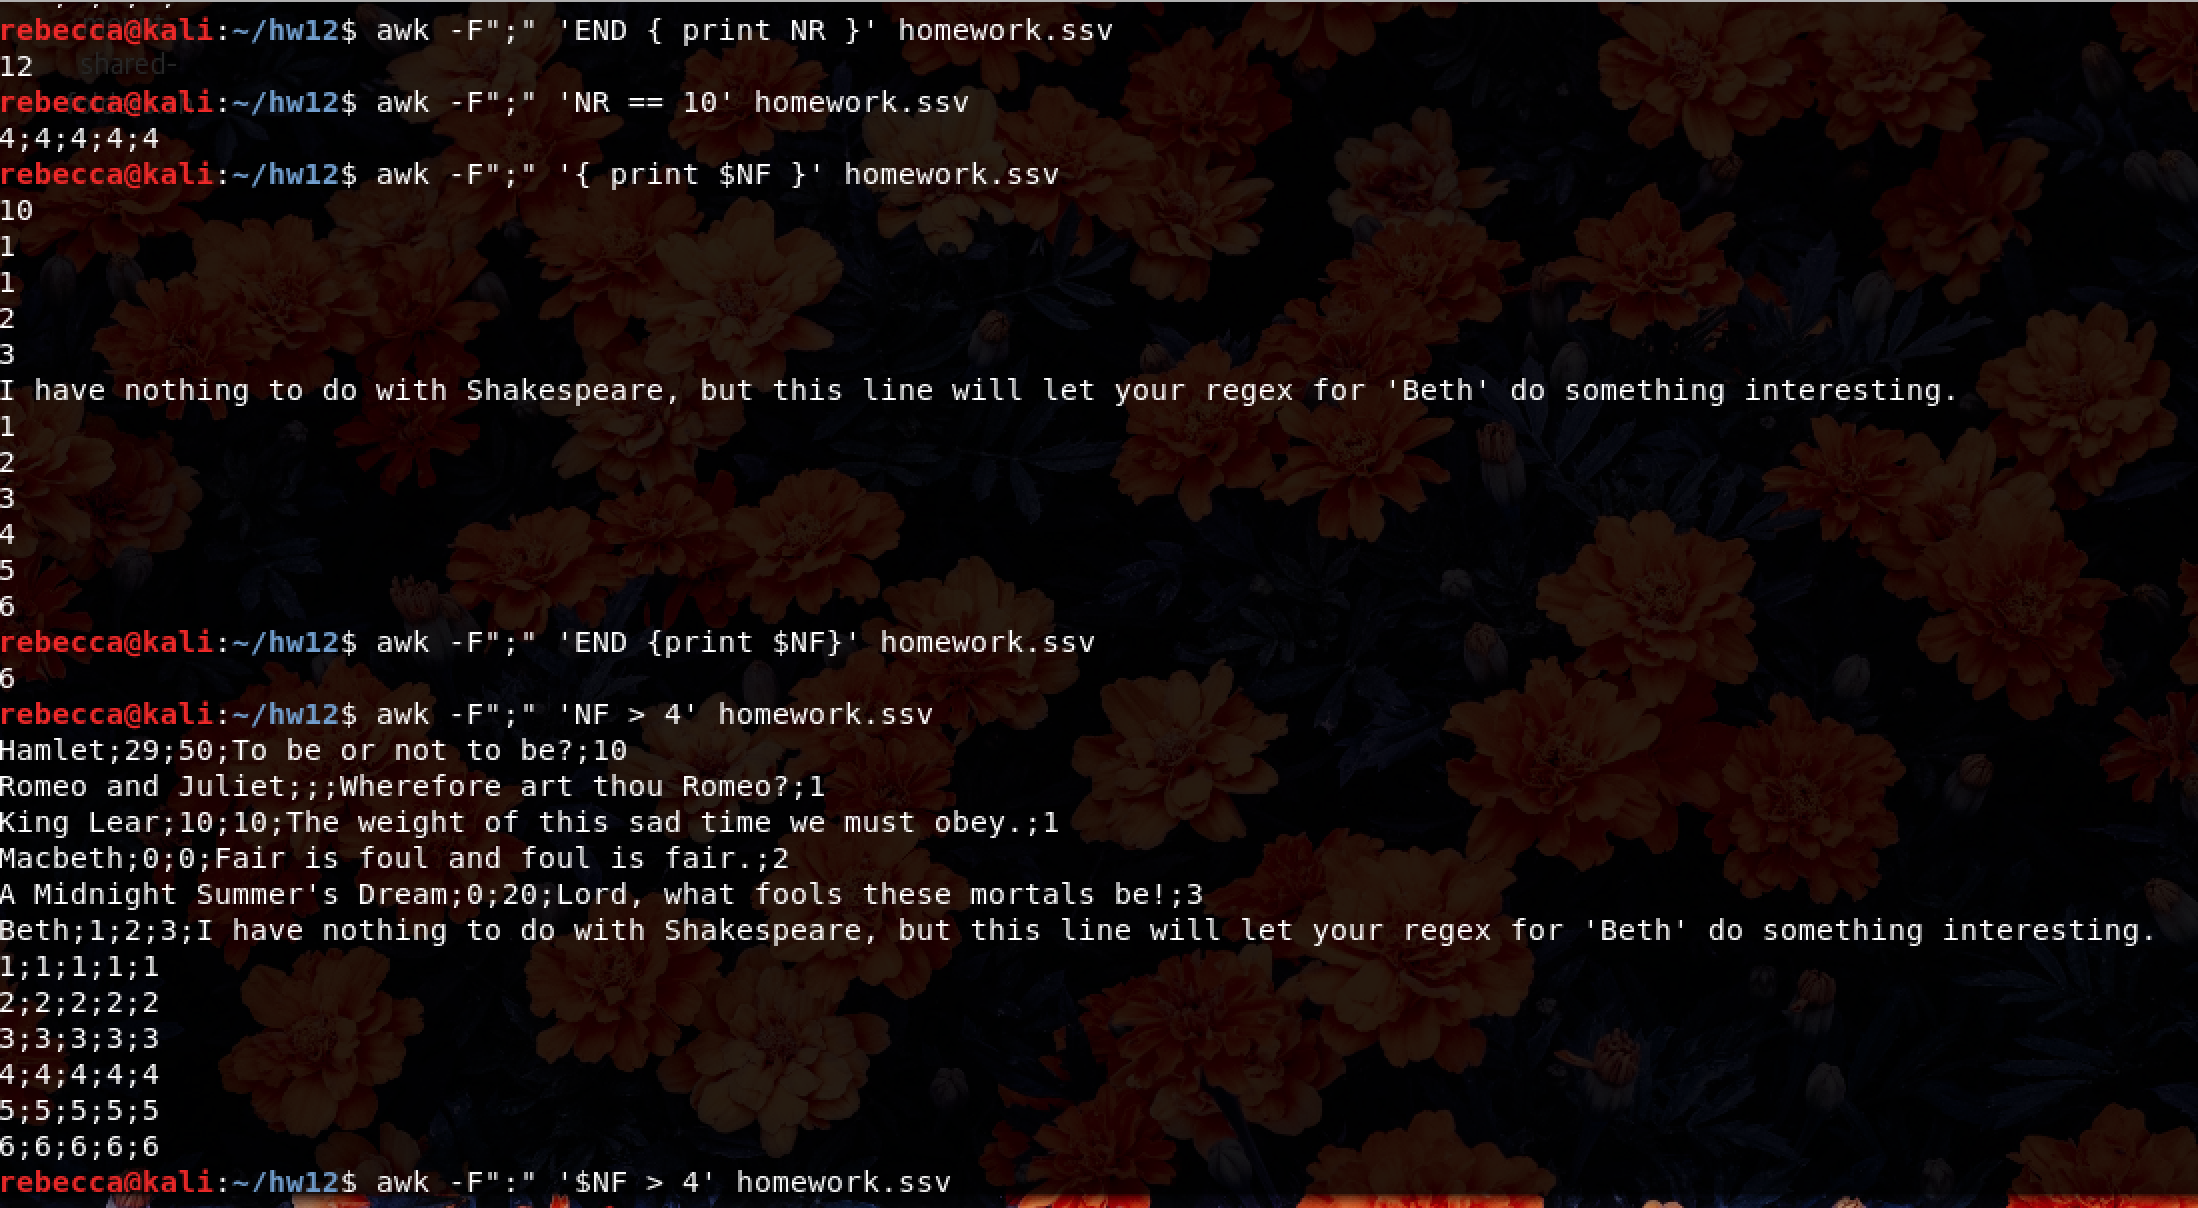 rebecca@kali:~/hw12$ awk -F";" 'END { print NR }' homework.ssv
12
shared-
rebecca@kali:~/hw12$ awk -F";" 'NR == 10' homework.ssv
4;4;4;4;4
rebecca@kali:~/hw12$ awk -F";" '{ print $NF }' homework.ssv
10
1
1
2
3
I have nothing to do with Shakespeare, but this line will let your regex for 'Beth' do something interesting.
1
2
3
4
5
6
rebecca@kali:~/hw12$ awk -F";" 'END {print $NF}' homework.ssv
6
rebecca@kali:~/hw12$ awk -F";" 'NF > 4' homework.ssv
Hamlet;29;50;To be or not to be?;10
Romeo and Juliet;;;Wherefore art thou Romeo?;1
King Lear;10;10;The weight of this sad time we must obey.;1
Macbeth;0;0;Fair is foul and foul is fair.;2
A Midnight Summer's Dream;0;20;Lord, what fools these mortals be!;3
Beth;1;2;3;I have nothing to do with Shakespeare, but this line will let your regex for 'Beth' do something interesting.
1;1;1;1;1
2;2;2;2;2
3;3;3;3;3
4;4;4;4;4
5;5;5;5;5
6;6;6;6;6
rebecca@kali:~/hw12$ awk -F":" '$NF > 4' homework.ssv